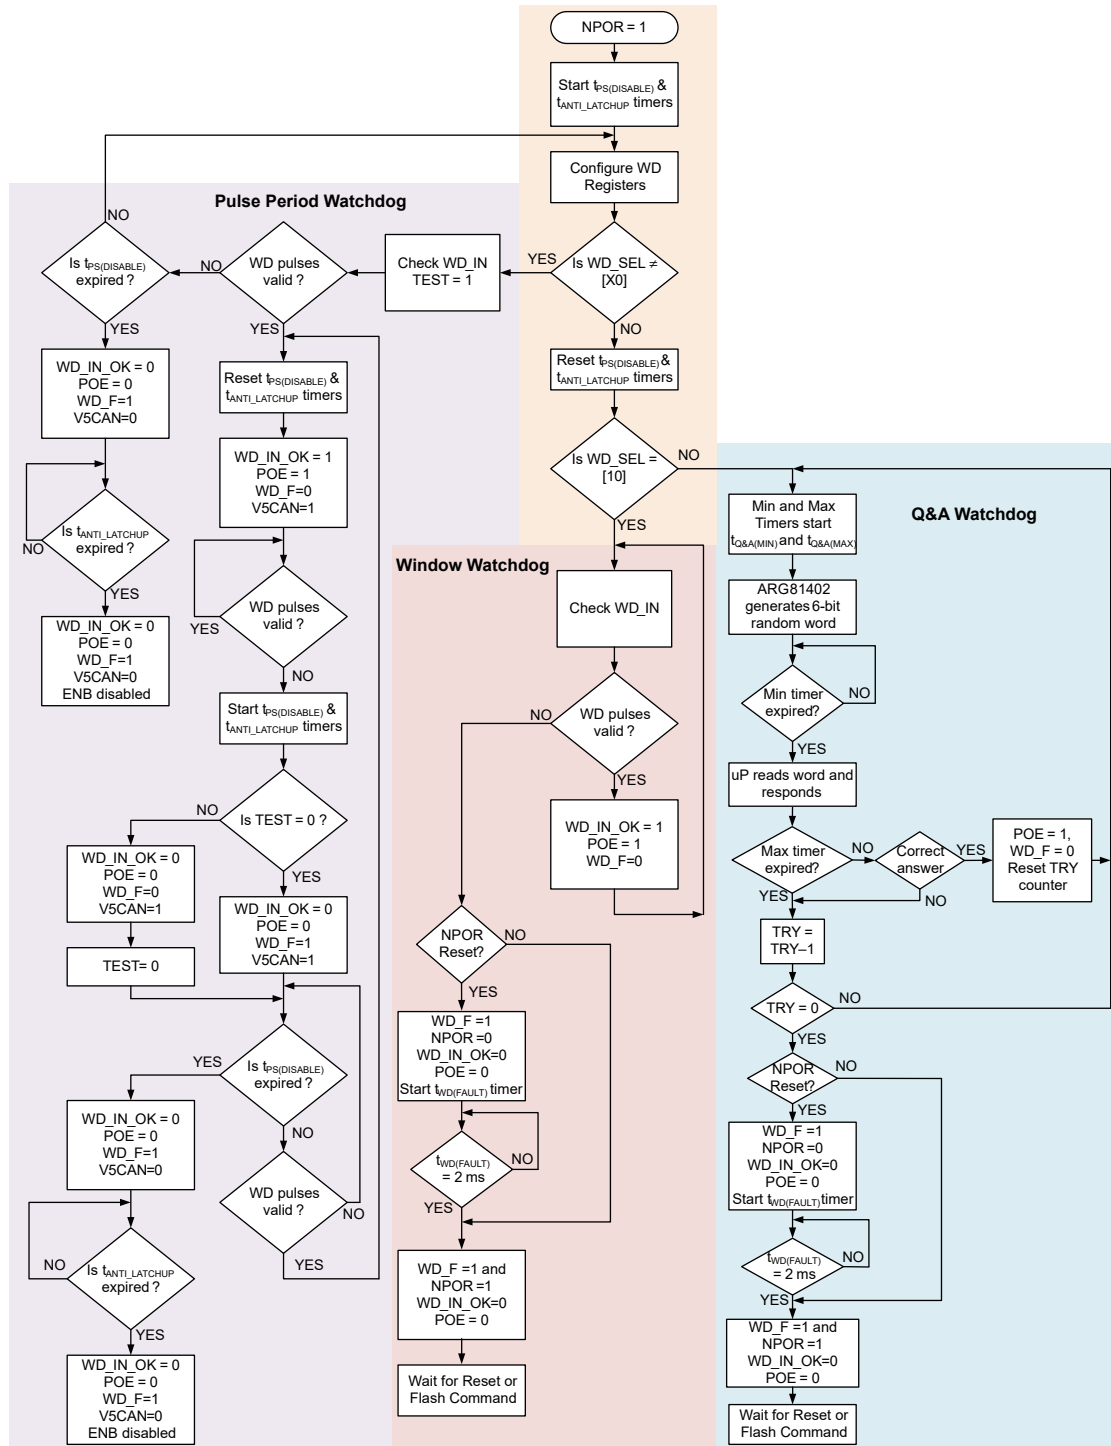 NPOR = 1
Start tPS(DISABLE) &
tANTI_LATCHUP timers
Configure WD
Registers
Is WD_SEL ≠
[X0]
YES
NO
Reset tPS(DISABLE) &
tANTI_LATCHUP timers
Is WD_SEL =
[10]
NO
YES
Pulse Period Watchdog
Check WD_IN
TEST = 1
WD pulses
valid ?
NO
YES
Is tPS(DISABLE)
expired ?
NO
YES
WD_IN_OK = 0
POE = 0
WD_F=1
V5CAN=0
Is tANTI_LATCHUP
expired ?
NO
YES
WD_IN_OK = 0
POE = 0
WD_F=1
V5CAN=0
ENB disabled
Reset tPS(DISABLE) &
tANTI_LATCHUP timers
WD_IN_OK = 1
POE = 1
WD_F=0
V5CAN=1
WD pulses
valid ?
YES
NO
Start tPS(DISABLE) &
tANTI_LATCHUP timers
Is TEST = 0 ?
NO
YES
WD_IN_OK = 0
POE = 0
WD_F=0
V5CAN=1
TEST= 0
WD_IN_OK = 0
POE = 0
WD_F=1
V5CAN=1
Is tPS(DISABLE)
expired ?
YES
NO
WD pulses
valid ?
NO
YES
WD_IN_OK = 0
POE = 0
WD_F=1
V5CAN=0
Is tANTI_LATCHUP
expired ?
NO
YES
WD_IN_OK = 0
POE = 0
WD_F=1
V5CAN=0
ENB disabled
Window Watchdog
Check WD_IN
WD pulses
valid ?
NO
YES
WD_IN_OK = 1
POE = 1
WD_F=0
NPOR
Reset?
NO
YES
WD_F =1
NPOR =0
WD_IN_OK=0
POE = 0
Start tWD(FAULT) timer
tWD(FAULT)
= 2 ms
NO
YES
WD_F =1 and
NPOR =1
WD_IN_OK=0
POE = 0
Wait for Reset or
Flash Command
Q&A Watchdog
Min and Max
Timers start
tQ&A(MIN) and tQ&A(MAX)
ARG81402
generates 6-bit
random word
Min timer
expired?
NO
YES
uP reads word and
responds
Max timer
expired?
NO
YES
Correct
answer
YES
NO
POE = 1,
WD_F = 0
Reset TRY
counter
TRY =
TRY–1
TRY = 0
NO
YES
NPOR
Reset?
NO
YES
WD_F =1
NPOR =0
WD_IN_OK=0
POE = 0
Start tWD(FAULT) timer
tWD(FAULT)
= 2 ms
NO
YES
WD_F =1 and
NPOR =1
WD_IN_OK=0
POE = 0
Wait for Reset or
Flash Command